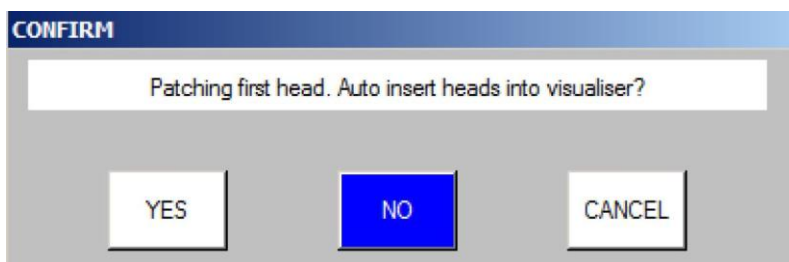 CONFIRM
Patching first head. Auto insert heads into visualiser?
YES NO CANCEL